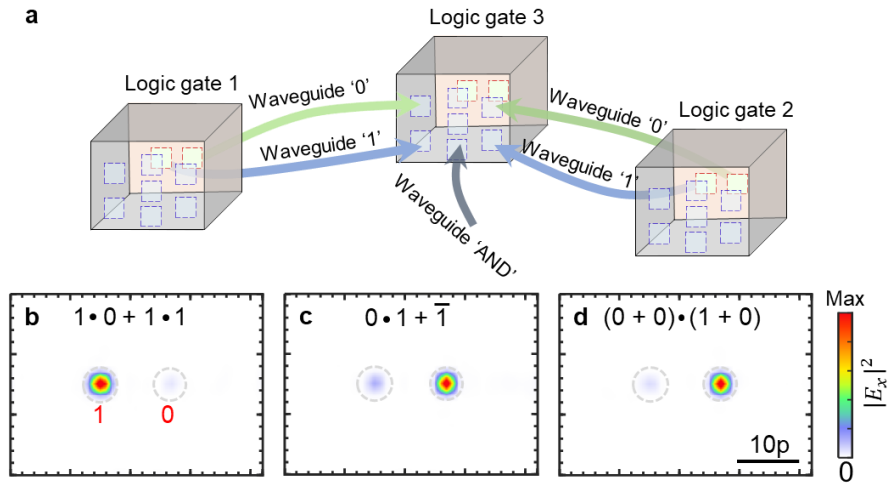 a
Logic gate 3
Logic gate 1
Logic gate 2
Waveguide ‘0’
Waveguide ‘1’
Waveguide ‘0’
Waveguide ‘1’
Waveguide ‘AND’
b
1•0 + 1•1
1
0
c
0•1 + 1̅
d
(0 + 0)•(1 + 0)
10p
Max
|Eₓ|²
0